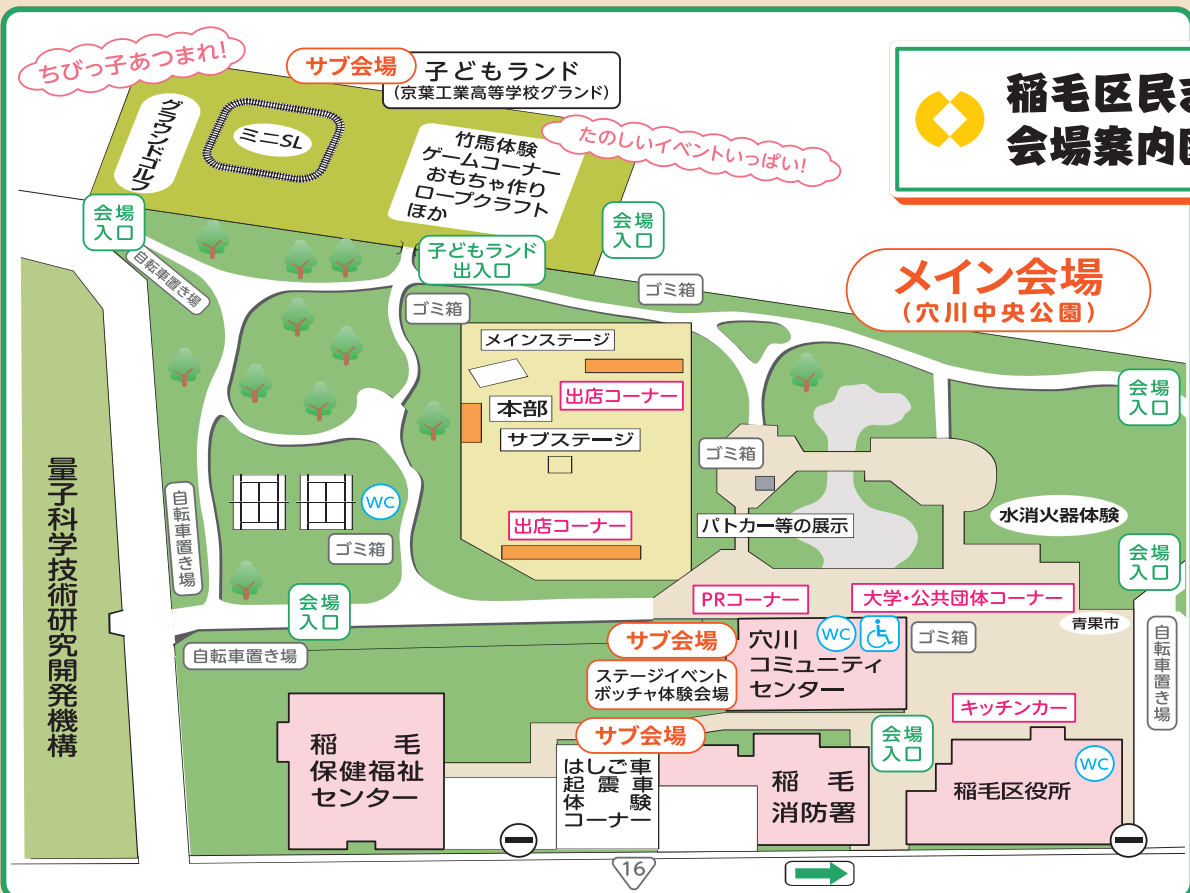 ちびっ子あつまれ!
サブ会場
子どもランド
(京葉工業高等学校グランド)
稲毛区民
会場案内
グラウンドゴルフ
ミニSL
竹馬体験
ゲームコーナー
おもちゃ作り
ロープクラフト
ほか
たのしいイベントいっぱい!
会場
入口
会場
入口
子どもランド
出入口
自転車置き場
ゴミ箱
ゴミ箱
メイン会場
(穴川中央公園)
メインステージ
出店コーナー
本部
サブステージ
会場
入口
ゴミ箱
量子科学技術研究開発機構
自転車置き場
WC
ゴミ箱
出店コーナー
パトカー等の展示
水消火器体験
会場
入口
会場
入口
PRコーナー
大学・公共団体コーナー
青果市
自転車置き場
サブ会場
ステージイベント
ボッチャ体験会場
穴川
コミュニティ
センター
WC
ゴミ箱
自転車置き場
キッチンカー
サブ会場
はしご車
起震車
体験
コーナー
会場
入口
稲毛
保健福祉
センター
稲毛
消防署
稲毛区役所
WC
16